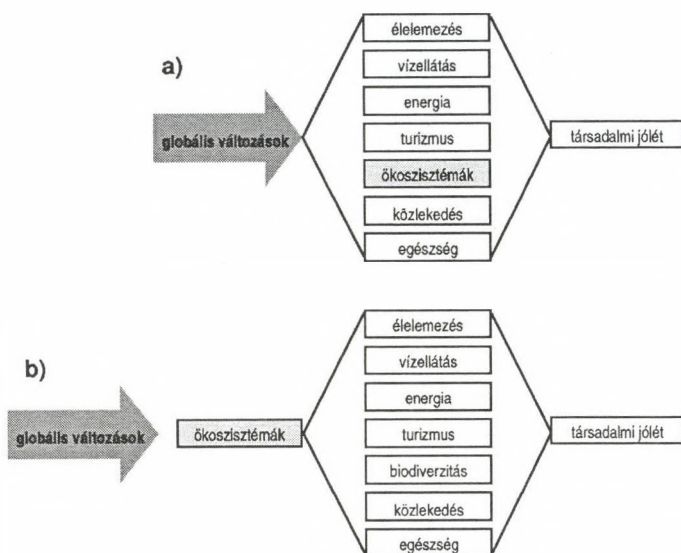 a)
globális változások
élelemezés
vízellátás
energia
turizmus
ökoszisztémák
közlekedés
egészség
társadalmi jólét
b)
globális változások
ökoszisztémák
élelemezés
vízellátás
energia
turizmus
biodiverzitás
közlekedés
egészség
társadalmi jólét